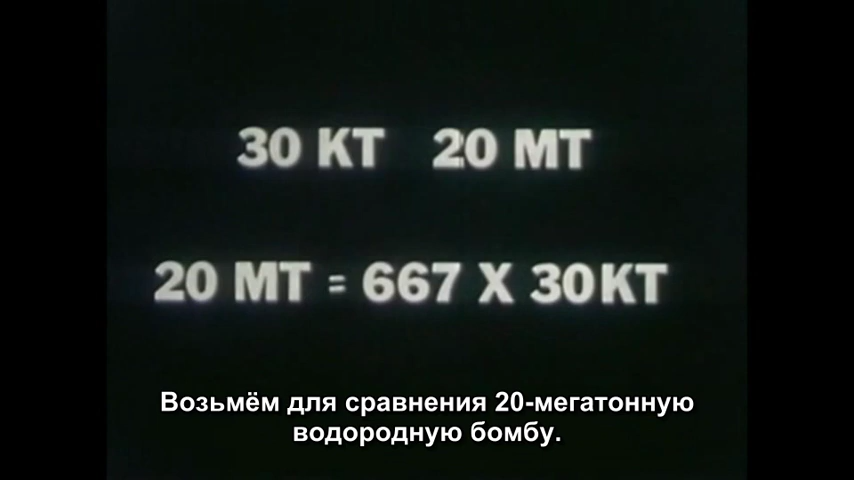 30 KT 20 MT
20 MT = 667 X 30KT
Возьмём для сравнения 20-мегатонную
водородную бомбу.